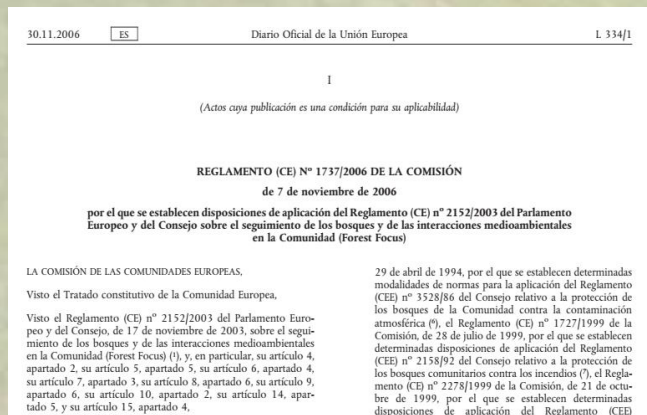 30.11.2006 ES Diario Oficial de la Unión Europea L 334/1
I
(Actos cuya publicación es una condición para su aplicabilidad)
REGLAMENTO (CE) Nº 1737/2006 DE LA COMISIÓN
de 7 de noviembre de 2006
por el que se establecen disposiciones de aplicación del Reglamento (CE) nº 2152/2003 del Parlamento
Europeo y del Consejo sobre el seguimiento de los bosques y de las interacciones medioambientales
en la Comunidad (Forest Focus)
LA COMISIÓN DE LAS COMUNIDADES EUROPEAS,
Visto el Tratado constitutivo de la Comunidad Europea,
Visto el Reglamento (CE) nº 2152/2003 del Parlamento Euro-
peo y del Consejo, de 17 de noviembre de 2003, sobre el segui-
miento de los bosques y de las interacciones medioambientales
en la Comunidad (Forest Focus) (¹), y, en particular, su artículo 4,
apartado 2, su artículo 5, apartado 5, su artículo 6, apartado 4,
su artículo 7, apartado 3, su artículo 8, apartado 6, su artículo 9,
apartado 6, su artículo 10, apartado 2, su artículo 14, apar-
tado 5, y su artículo 15, apartado 4,
29 de abril de 1994, por el que se establecen determinadas
modalidades de normas para la aplicación del Reglamento
(CEE) nº 3528/86 del Consejo relativo a la protección de
los bosques de la Comunidad contra la contaminación
atmosférica (⁶), el Reglamento (CE) nº 1727/1999 de la
Comisión, de 28 de julio de 1999, por el que se establecen
determinadas disposiciones de aplicación del Reglamento
(CEE) nº 2158/92 del Consejo relativo a la protección de
los bosques comunitarios contra los incendios (⁷), el Regla-
mento (CE) nº 2278/1999 de la Comisión, de 21 de octu-
bre de 1999, por el que se establecen determinadas
disposiciones de aplicación del Reglamento (CEE)